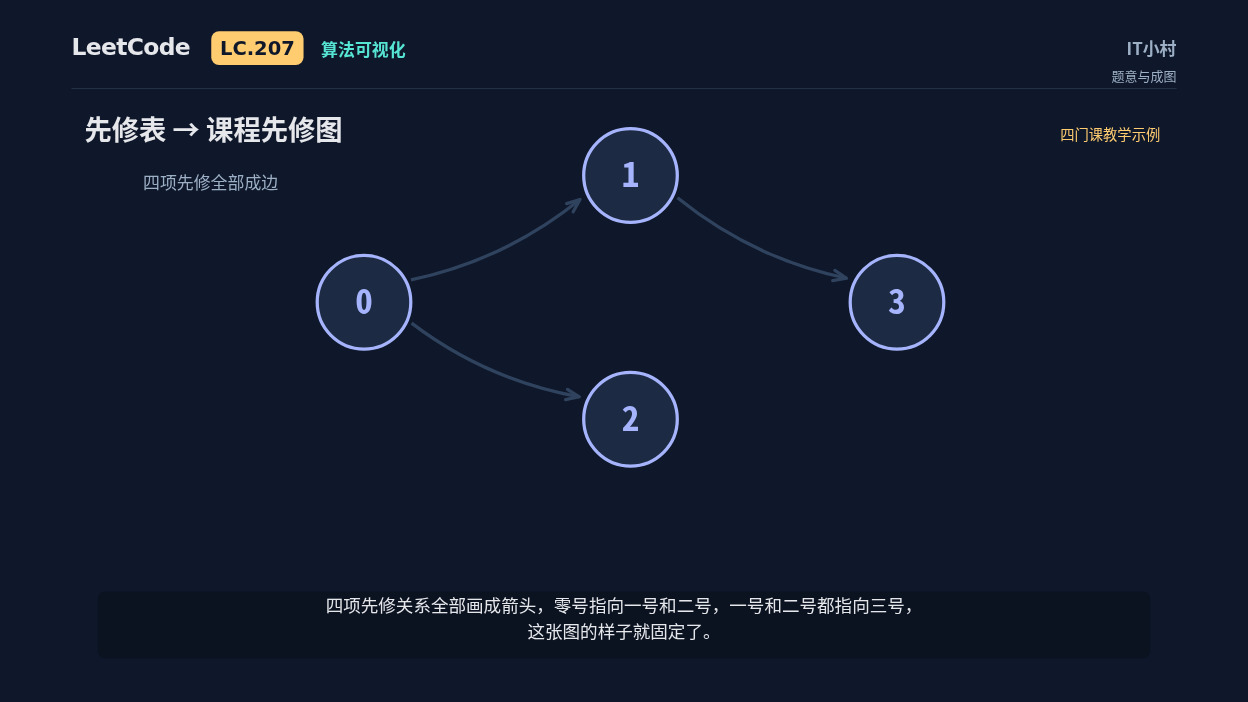 LeetCode LC.207 算法可视化
IT小村
题意与成图
先修表 → 课程先修图
四门课教学示例
四项先修全部成边
1
0
3
2
四项先修关系全部画成箭头，零号指向一号和二号，一号和二号都指向三号，
这张图的样子就固定了。